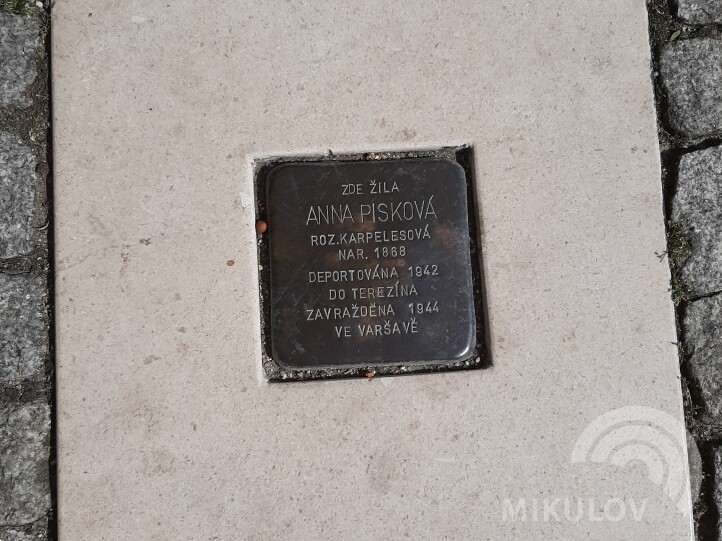 ZDE ŽILA
ANNA PISKOVÁ
ROZ.KARPELESOVÁ
NAR. 1868
DEPORTOVÁNA 1942
DO TEREZÍNA
ZAVRAŽDĚNA 1944
VE VARŠAVĚ
MIKULOV